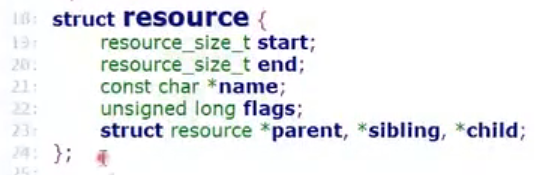 18: struct resource {
19: resource_size_t start;
20: resource_size_t end;
21: const char *name;
22: unsigned long flags;
23: struct resource *parent, *sibling, *child;
24: };
25: